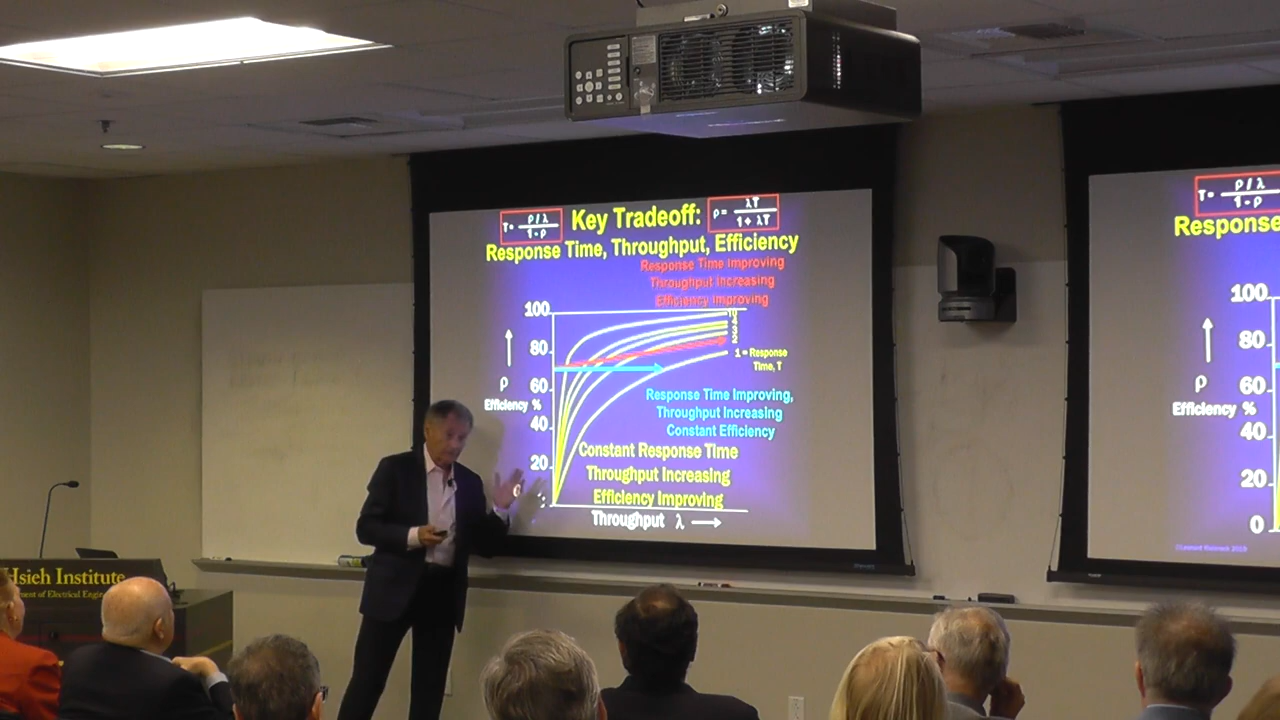 T= ρ/λ / 1-ρ
Key Tradeoff:
ρ= λT / 1+ λT
Response Time, Throughput, Efficiency
Response Time Improving
Throughput Increasing
Efficiency Improving
100
80
60
40
20
ρ
Efficiency %
10
4
3
2
1 = Response
Time, T
Response Time Improving,
Throughput Increasing
Constant Efficiency
Constant Response Time
Throughput Increasing
Efficiency Improving
Throughput λ
T= ρ/λ / 1-ρ
Response
100
80
60
40
20
0
ρ
Efficiency %
Hsieh Institute